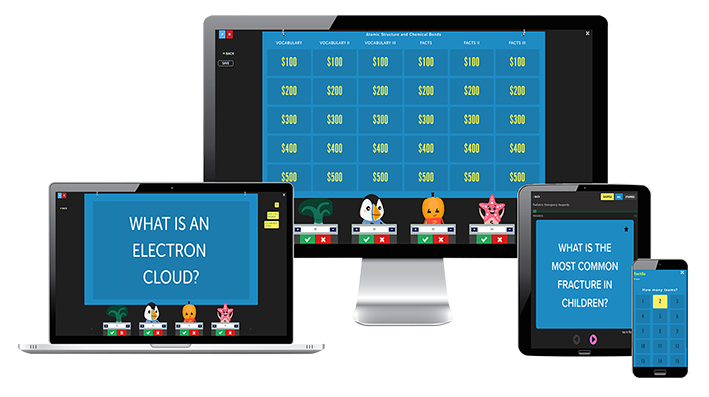 Atomic Structure and Chemical Bonds
BACK
SAVE
VOCABULARY VOCABULARY II VOCABULARY III FACTS FACTS II FACTS III
$100 $100 $100 $100 $100 $100
$200 $200 $200 $200 $200 $200
$300 $300 $300 $300 $300 $300
$400 $400 $400 $400 $400 $400
$500 $500 $500 $500 $500 $500
WHAT IS AN
ELECTRON
CLOUD?
WHAT IS THE
MOST COMMON
FRACTURE IN
CHILDREN?
How many teams?
1 2 3